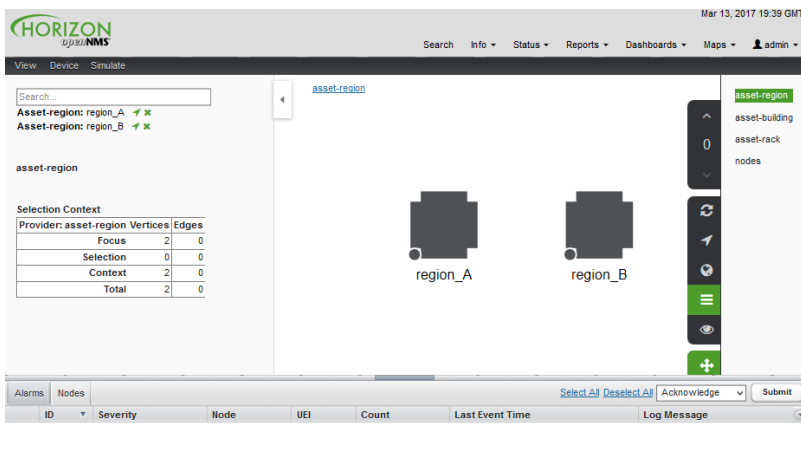 Mar 13, 2017 19:39 GMT
HORIZON
openNMS
Search Info Status Reports Dashboards Maps admin
View Device Simulate
Search...
Asset-region: region_A
Asset-region: region_B
asset-region
Selection Context
Provider: asset-region Vertices Edges
Focus 2 0
Selection 0 0
Context 2 0
Total 2 0
asset-region
region_A region_B
0
asset-region
asset-building
asset-rack
nodes
Alarms Nodes Select All Deselect All Acknowledge Submit
ID Severity Node UEI Count Last Event Time Log Message